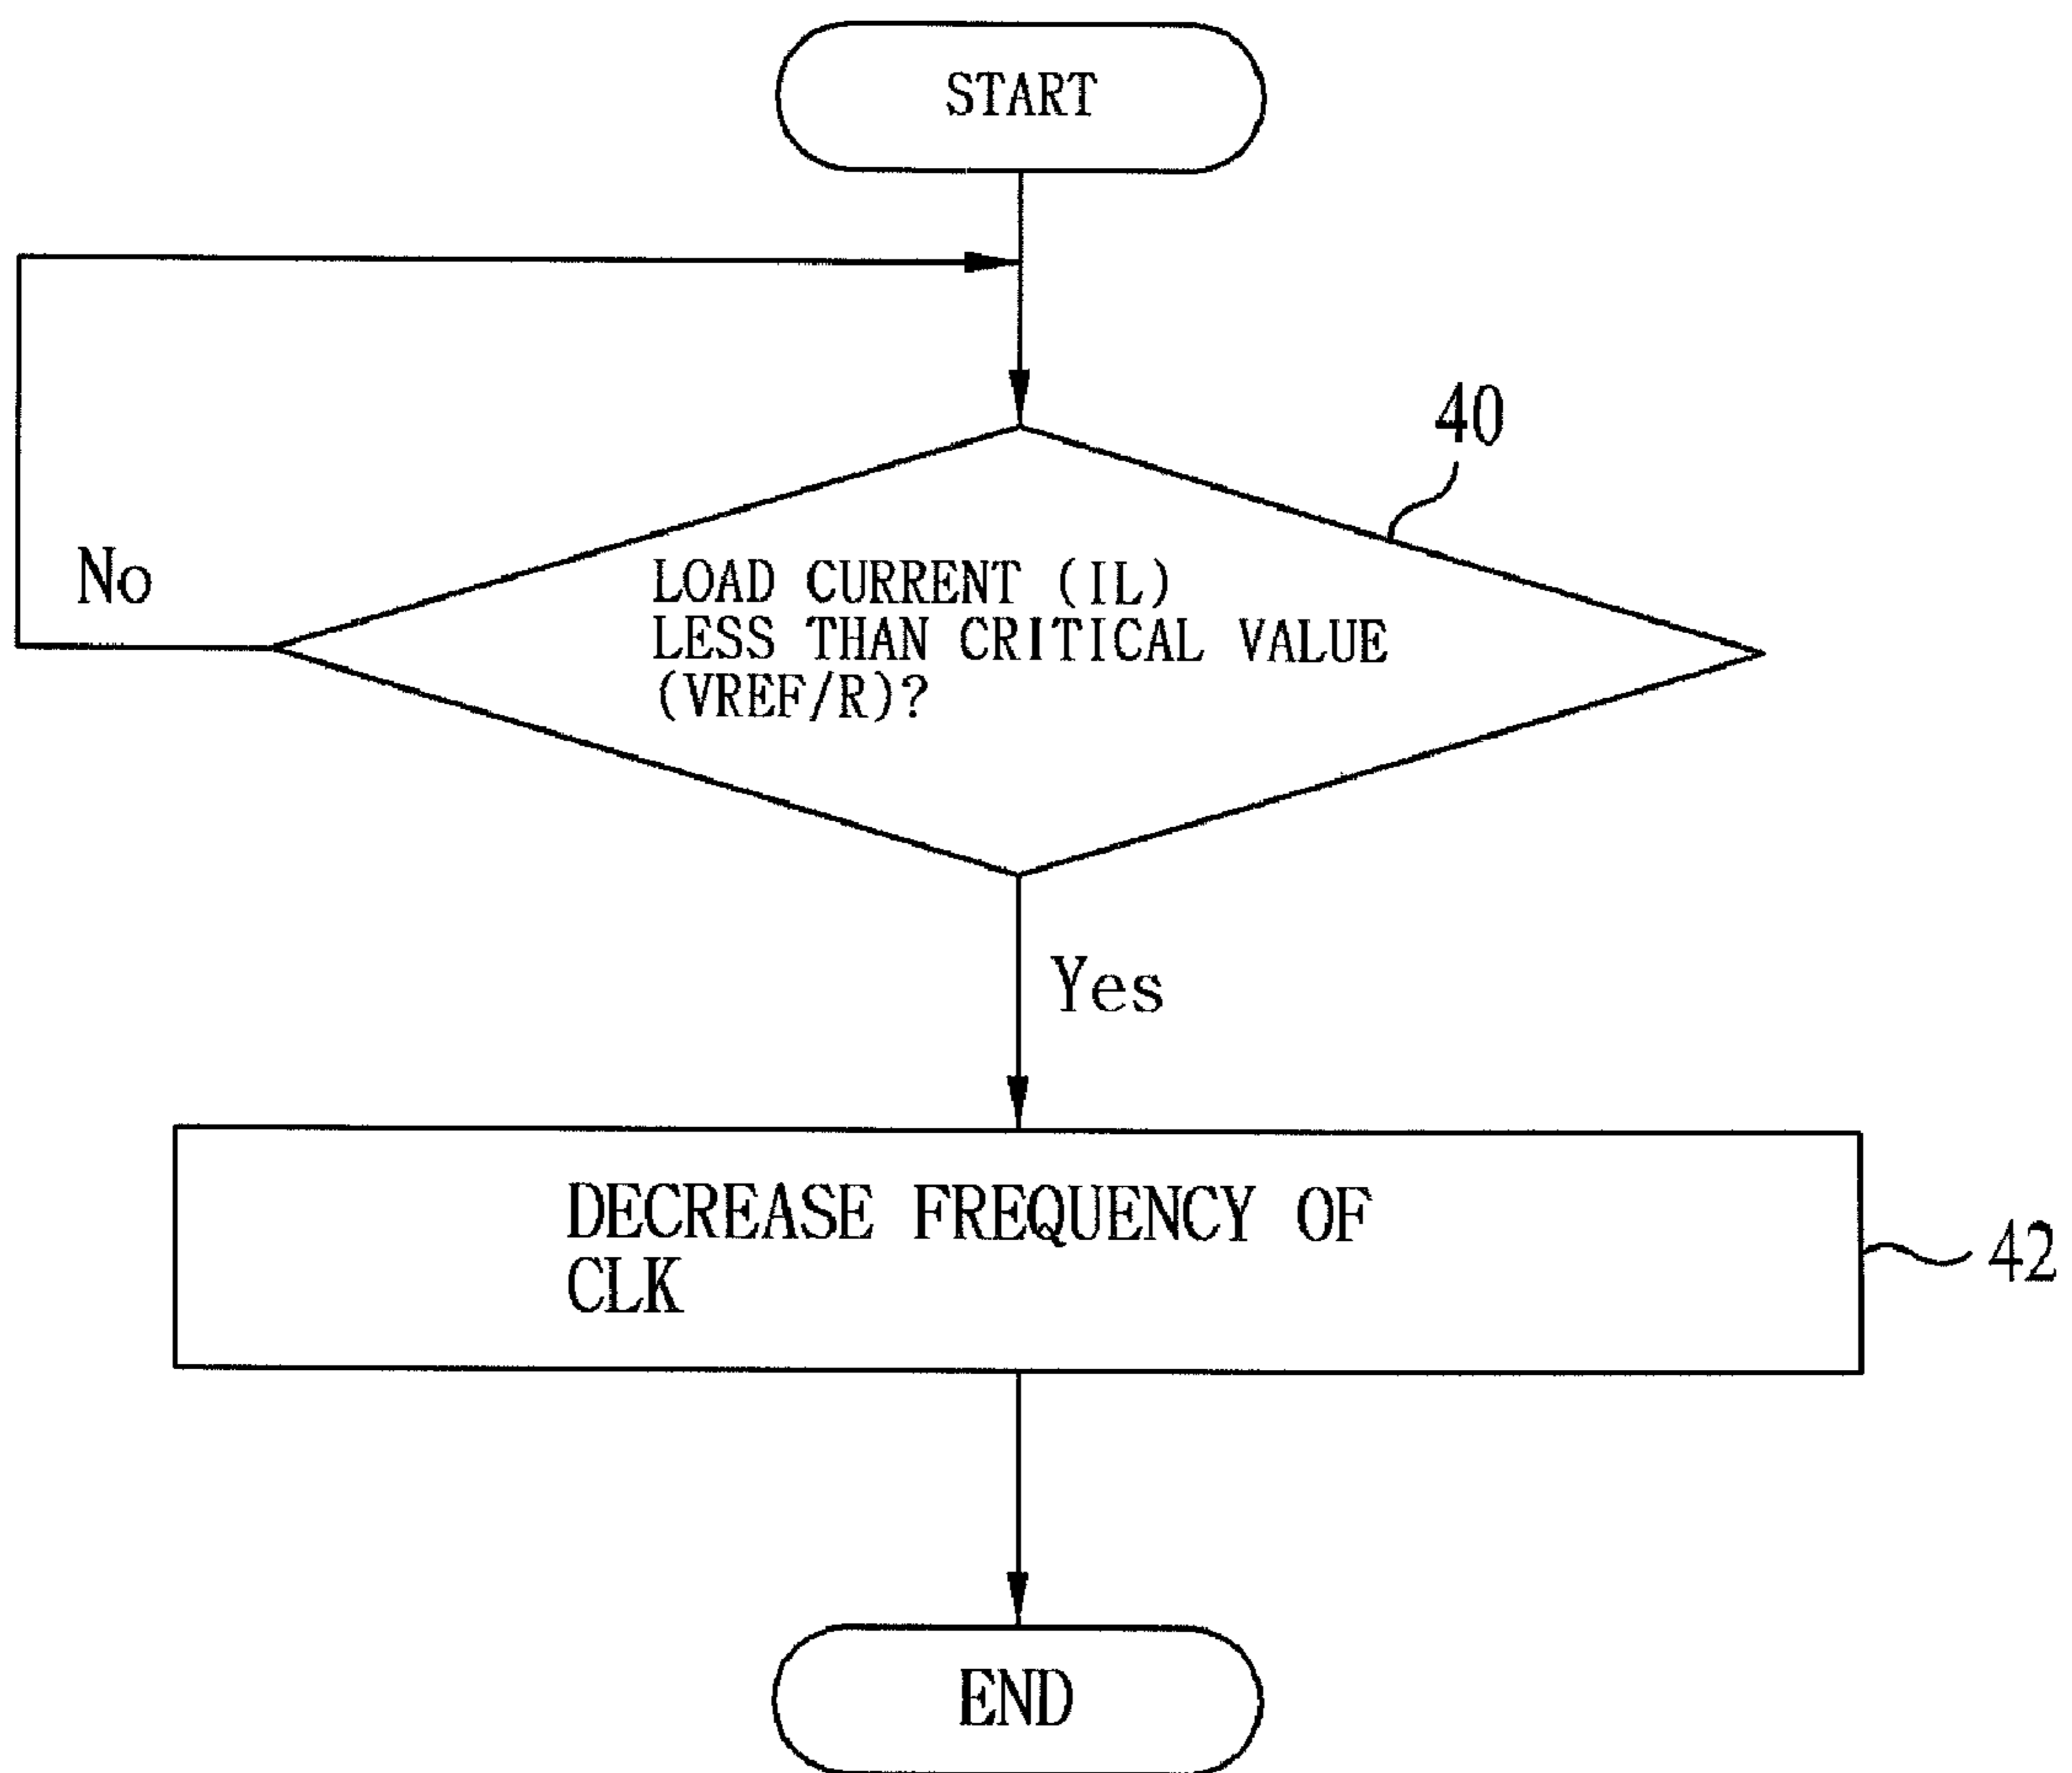 START
40
No
LOAD CURRENT (IL)
LESS THAN CRITICAL VALUE
(VREF/R)?
Yes
DECREASE FREQUENCY OF
CLK
42
END